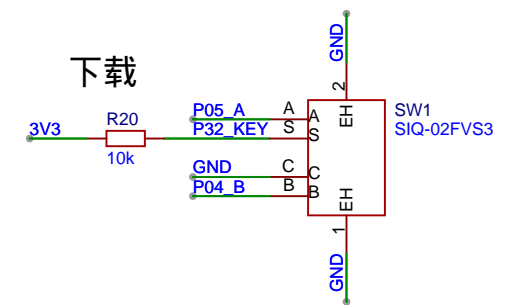 GND
下载
2
EH
P05_A A A
SW1
R20
P32_KEY S S
SIQ-02FVS3
3V3
10k
GND C C
P04_B B B
EH
1
GND